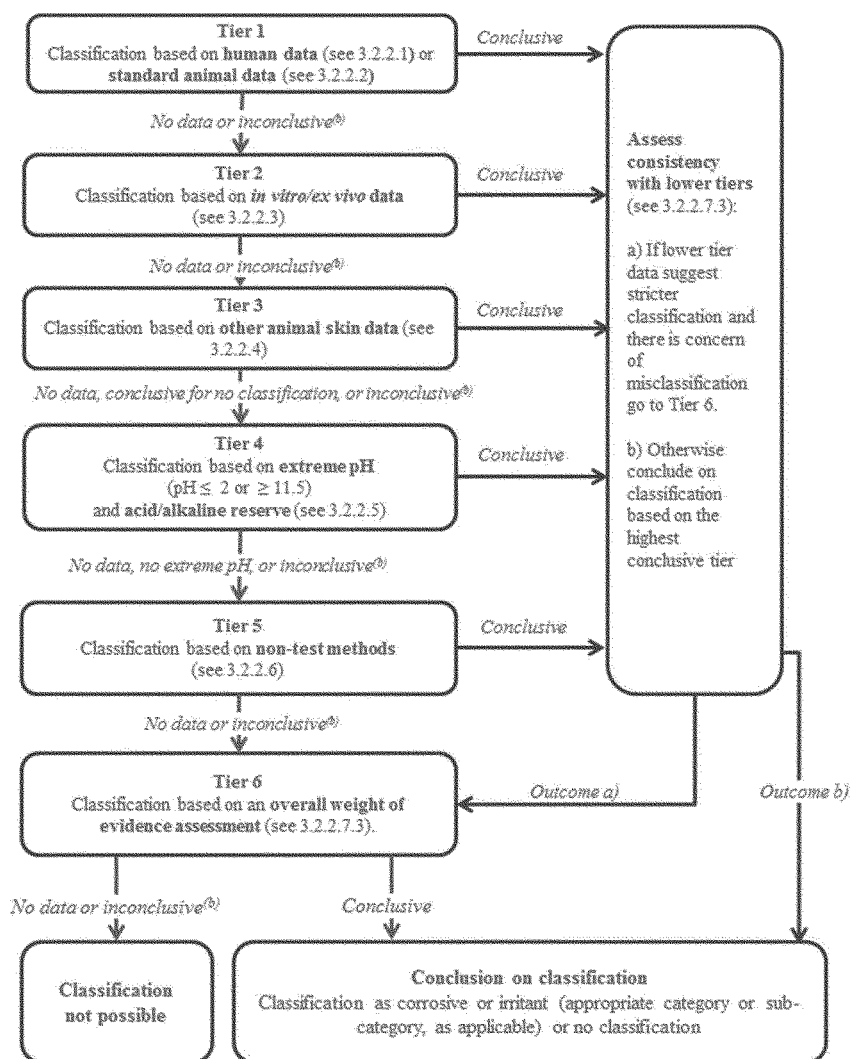 Tier 1
Classification based on human data (see 3.2.2.1) or
standard animal data (see 3.2.2.2)
Conclusive
No data or inconclusive(b)
Tier 2
Classification based on in vitro/ex vivo data
(see 3.2.2.3)
Conclusive
No data or inconclusive(b)
Tier 3
Classification based on other animal skin data (see
3.2.2.4)
Conclusive
No data, conclusive for no classification, or inconclusive(b)
Tier 4
Classification based on extreme pH
(pH ≤ 2 or ≥ 11.5)
and acid/alkaline reserve (see 3.2.2.5)
Conclusive
No data, no extreme pH, or inconclusive(b)
Tier 5
Classification based on non-test methods
(see 3.2.2.6)
Conclusive
No data or inconclusive(b)
Tier 6
Classification based on an overall weight of
evidence assessment (see 3.2.2.7.3).
Assess
consistency
with lower tiers
(see 3.2.2.7.3):
a) If lower tier
data suggest
stricter
classification and
there is concern
of
misclassification
go to Tier 6.
b) Otherwise
conclude on
classification
based on the
highest
conclusive tier
Outcome a)
Outcome b)
No data or inconclusive(b)
Conclusive
Classification
not possible
Conclusion on classification
Classification as corrosive or irritant (appropriate category or sub-
category, as applicable) or no classification